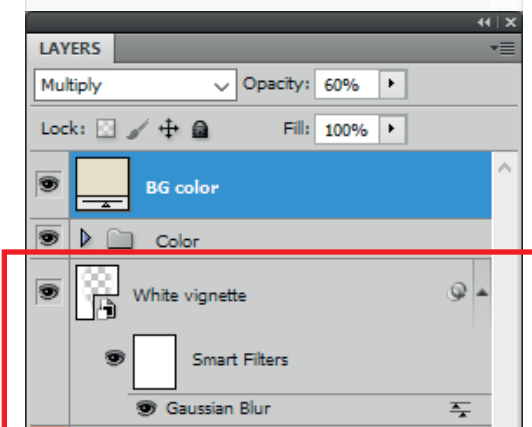 LAYERS
Multiply Opacity: 60%
Lock: Fill: 100%
BG color
Color
White vignette
Smart Filters
Gaussian Blur